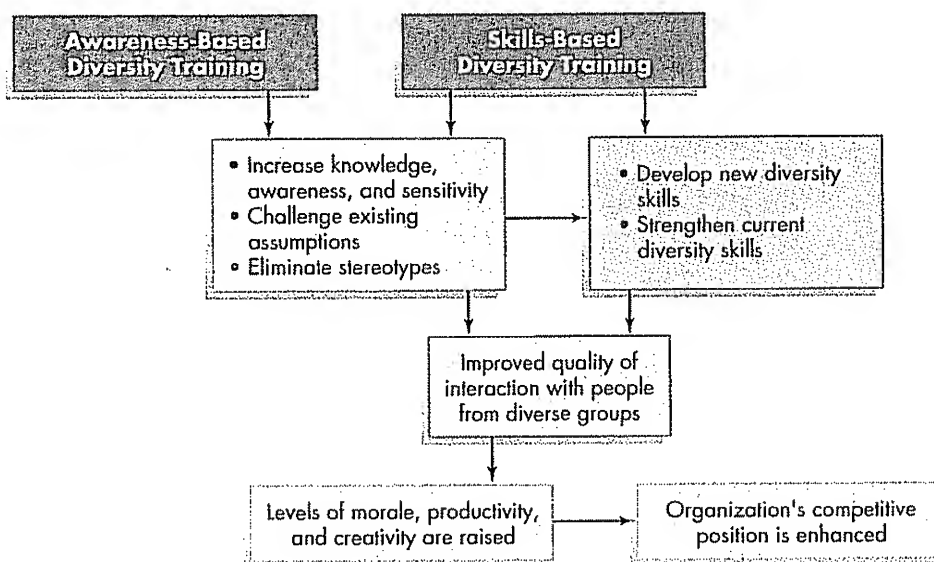 Awareness-Based
Diversity Training
Skills-Based
Diversity Training
• Increase knowledge,
awareness, and sensitivity
• Challenge existing
assumptions
• Eliminate stereotypes
• Develop new diversity
skills
• Strengthen current
diversity skills
Improved quality of
interaction with people
from diverse groups
Levels of morale, productivity,
and creativity are raised
Organization's competitive
position is enhanced